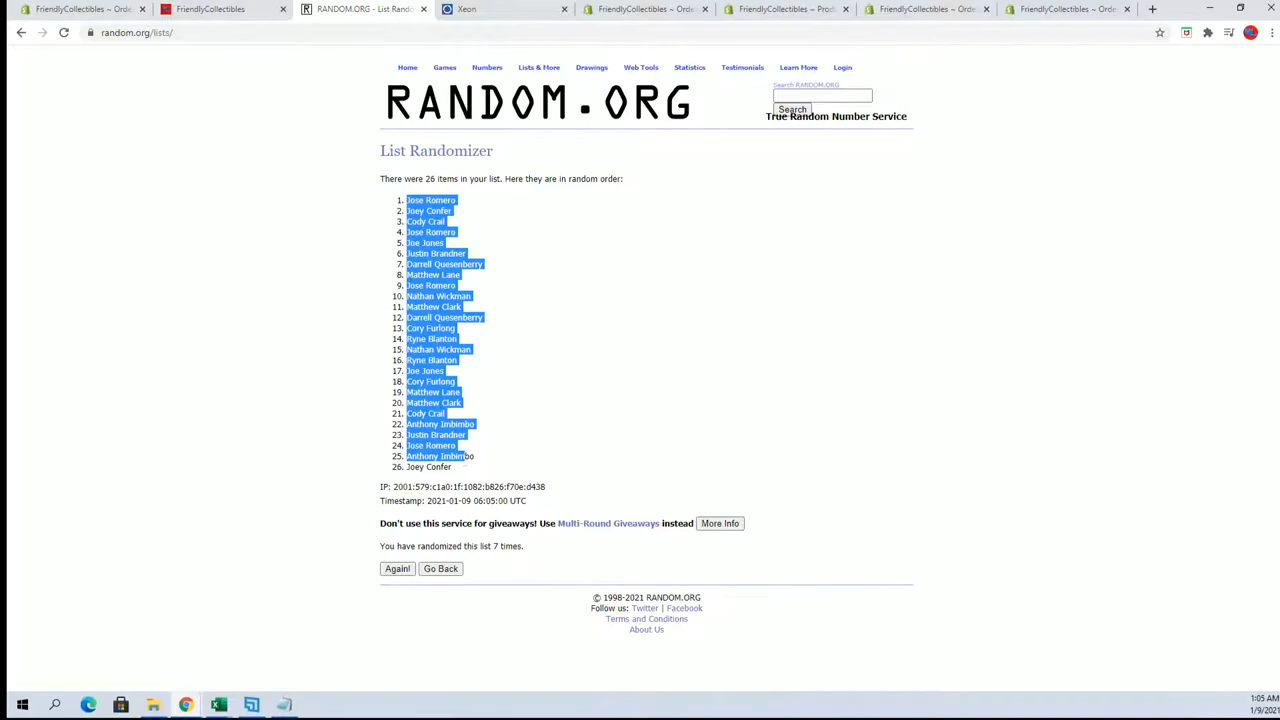 FriendlyCollectibles ~ Orde
FriendlyCollectibles
RANDOM.ORG - List Rando
Xeon
FriendlyCollectibles ~ Orde
FriendlyCollectibles ~ Prod
FriendlyCollectibles ~ Orde
FriendlyCollectibles ~ Orde
random.org/lists/
Home Games Numbers Lists & More Drawings Web Tools Statistics Testimonials Learn More Login
RANDOM.ORG
Search RANDOM.ORG
Search
True Random Number Service
List Randomizer
There were 26 items in your list. Here they are in random order:
1. Jose Romero
2. Joey Confer
3. Cody Crail
4. Jose Romero
5. Joe Jones
6. Justin Brandner
7. Darrell Quesenberry
8. Matthew Lane
9. Jose Romero
10. Nathan Wickman
11. Matthew Clark
12. Darrell Quesenberry
13. Cory Furlong
14. Ryne Blanton
15. Nathan Wickman
16. Ryne Blanton
17. Joe Jones
18. Cory Furlong
19. Matthew Lane
20. Matthew Clark
21. Cody Crail
22. Anthony Imbimbo
23. Justin Brandner
24. Jose Romero
25. Anthony Imbimbo
26. Joey Confer
IP: 2001:579:c1a0:1f:1082:b826:f70e:d438
Timestamp: 2021-01-09 06:05:00 UTC
Don't use this service for giveaways! Use Multi-Round Giveaways instead More Info
You have randomized this list 7 times.
Again! Go Back
© 1998-2021 RANDOM.ORG
Follow us: Twitter | Facebook
Terms and Conditions
About Us
1:05 AM
1/9/2021